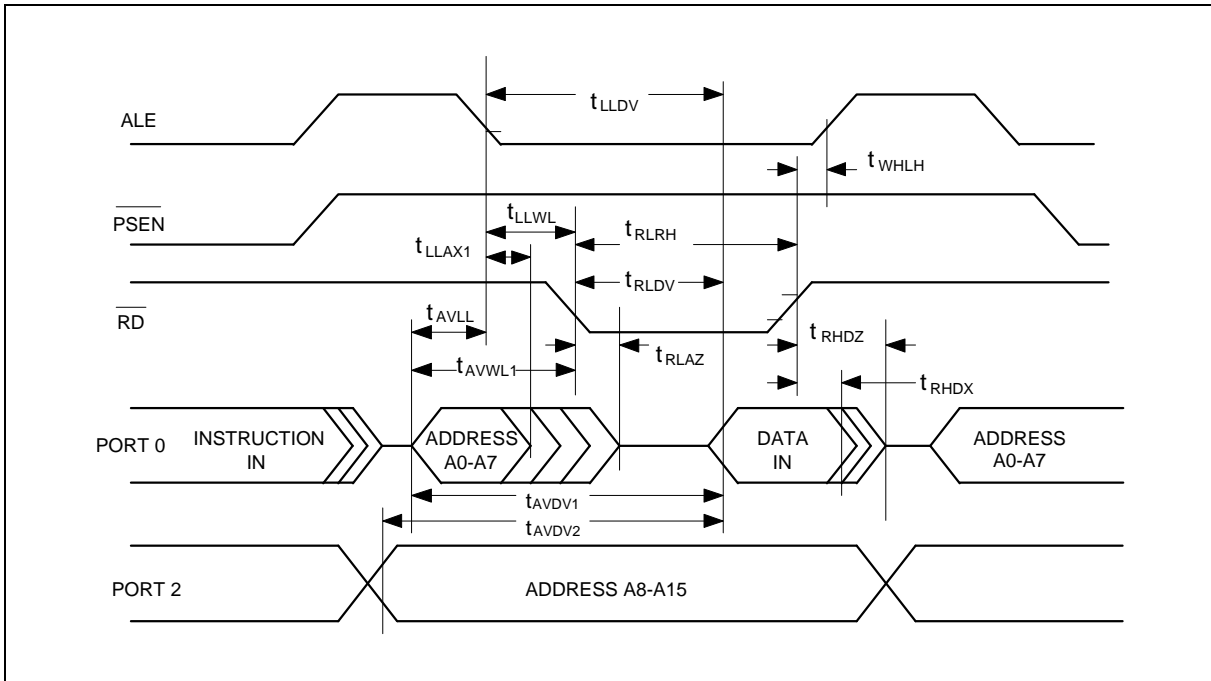 ALE
tLLDV
tWHLH
PSEN
tLLWL
tRLRH
tLLAX1
tRLDV
RD
tAVLL
tRHDZ
tAVWL1
tRLAZ
tRHDX
PORT 0
INSTRUCTION
IN
ADDRESS
A0-A7
DATA
IN
ADDRESS
A0-A7
tAVDV1
tAVDV2
PORT 2
ADDRESS A8-A15